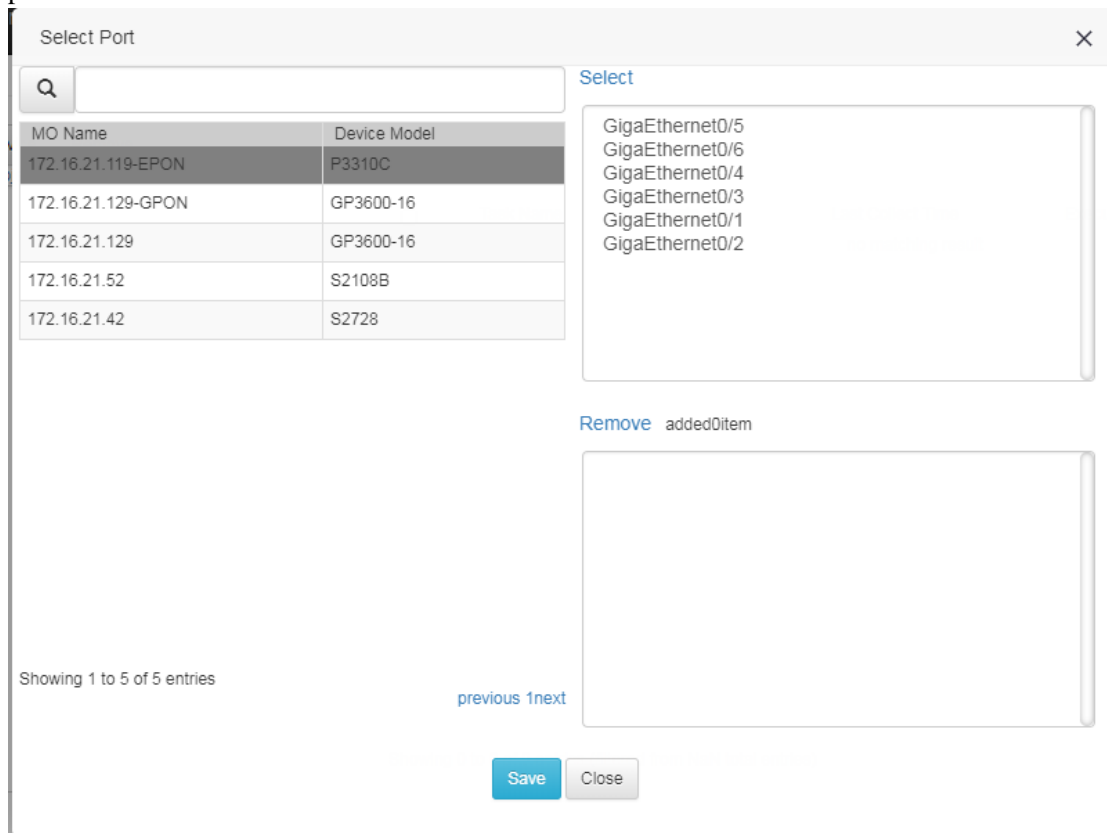 Select Port
Select
MO Name Device Model
172.16.21.119-EPON P3310C
172.16.21.129-GPON GP3600-16
172.16.21.129 GP3600-16
172.16.21.52 S2108B
172.16.21.42 S2728
Showing 1 to 5 of 5 entries
previous 1next
GigaEthernet0/5
GigaEthernet0/6
GigaEthernet0/4
GigaEthernet0/3
GigaEthernet0/1
GigaEthernet0/2
Remove added0item
Save Close